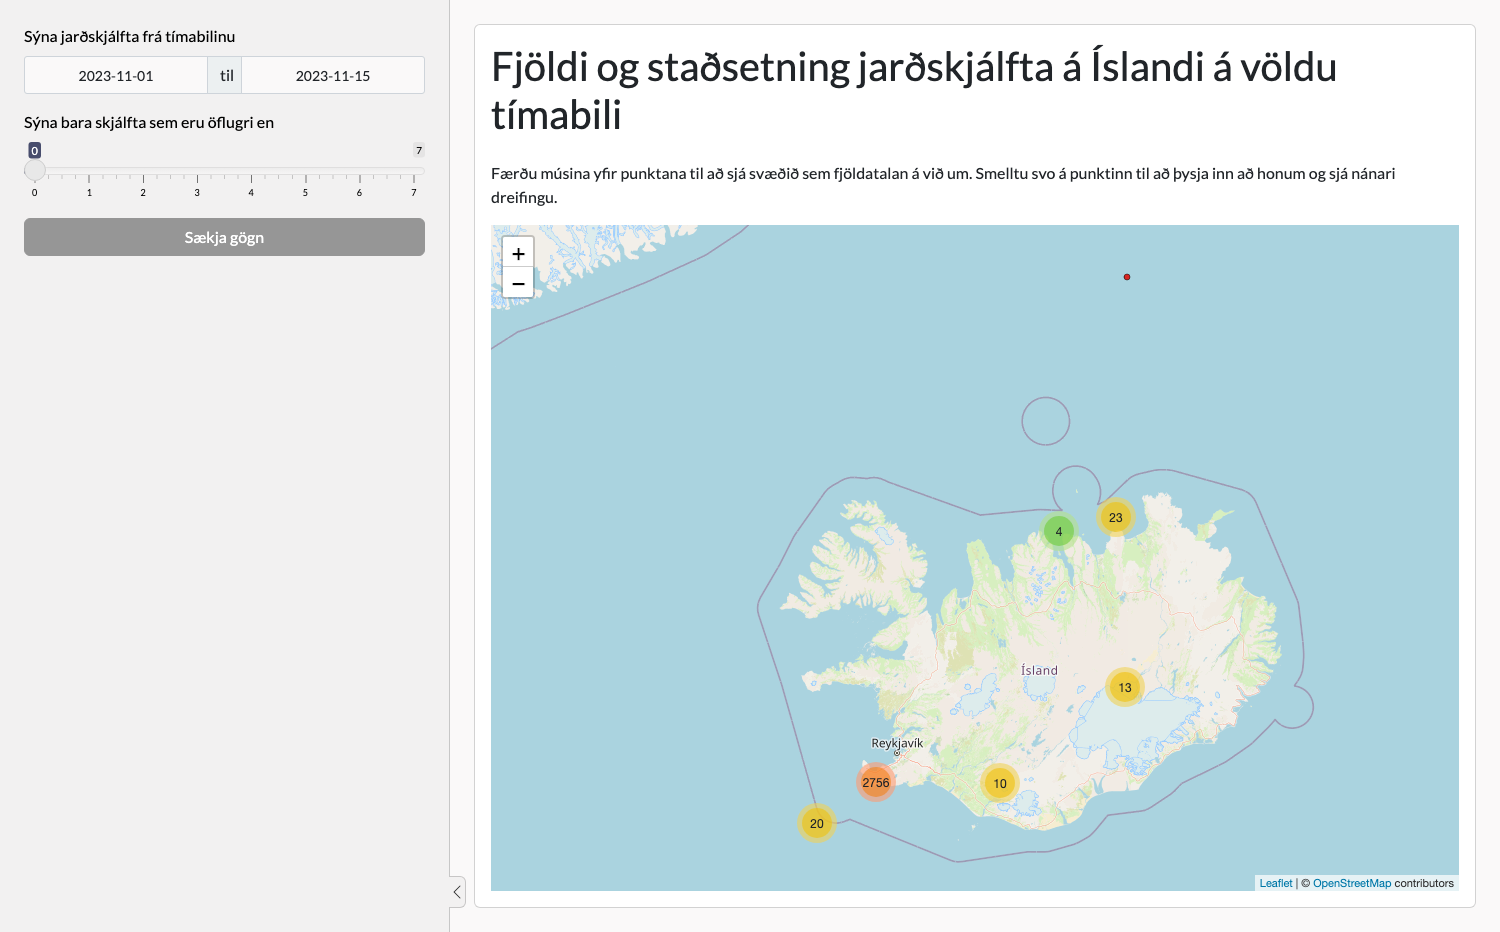 Sýna jarðskjálfta frá tímabilinu
2023-11-01 til 2023-11-15
Sýna bara skjálfta sem eru öflugri en
0 7
0 1 2 3 4 5 6 7
Sækja gögn
Fjöldi og staðsetning jarðskjálfta á Íslandi á völdu
tímabili
Færðu músina yfir punktana til að sjá svæðið sem fjöldatalan á við um. Smelltu svo á punktinn til að þysja inn að honum og sjá nánari
dreifingu.
+
−
23
4
Ísland
13
Reykjavík
2756
10
20
Leaflet | © OpenStreetMap contributors